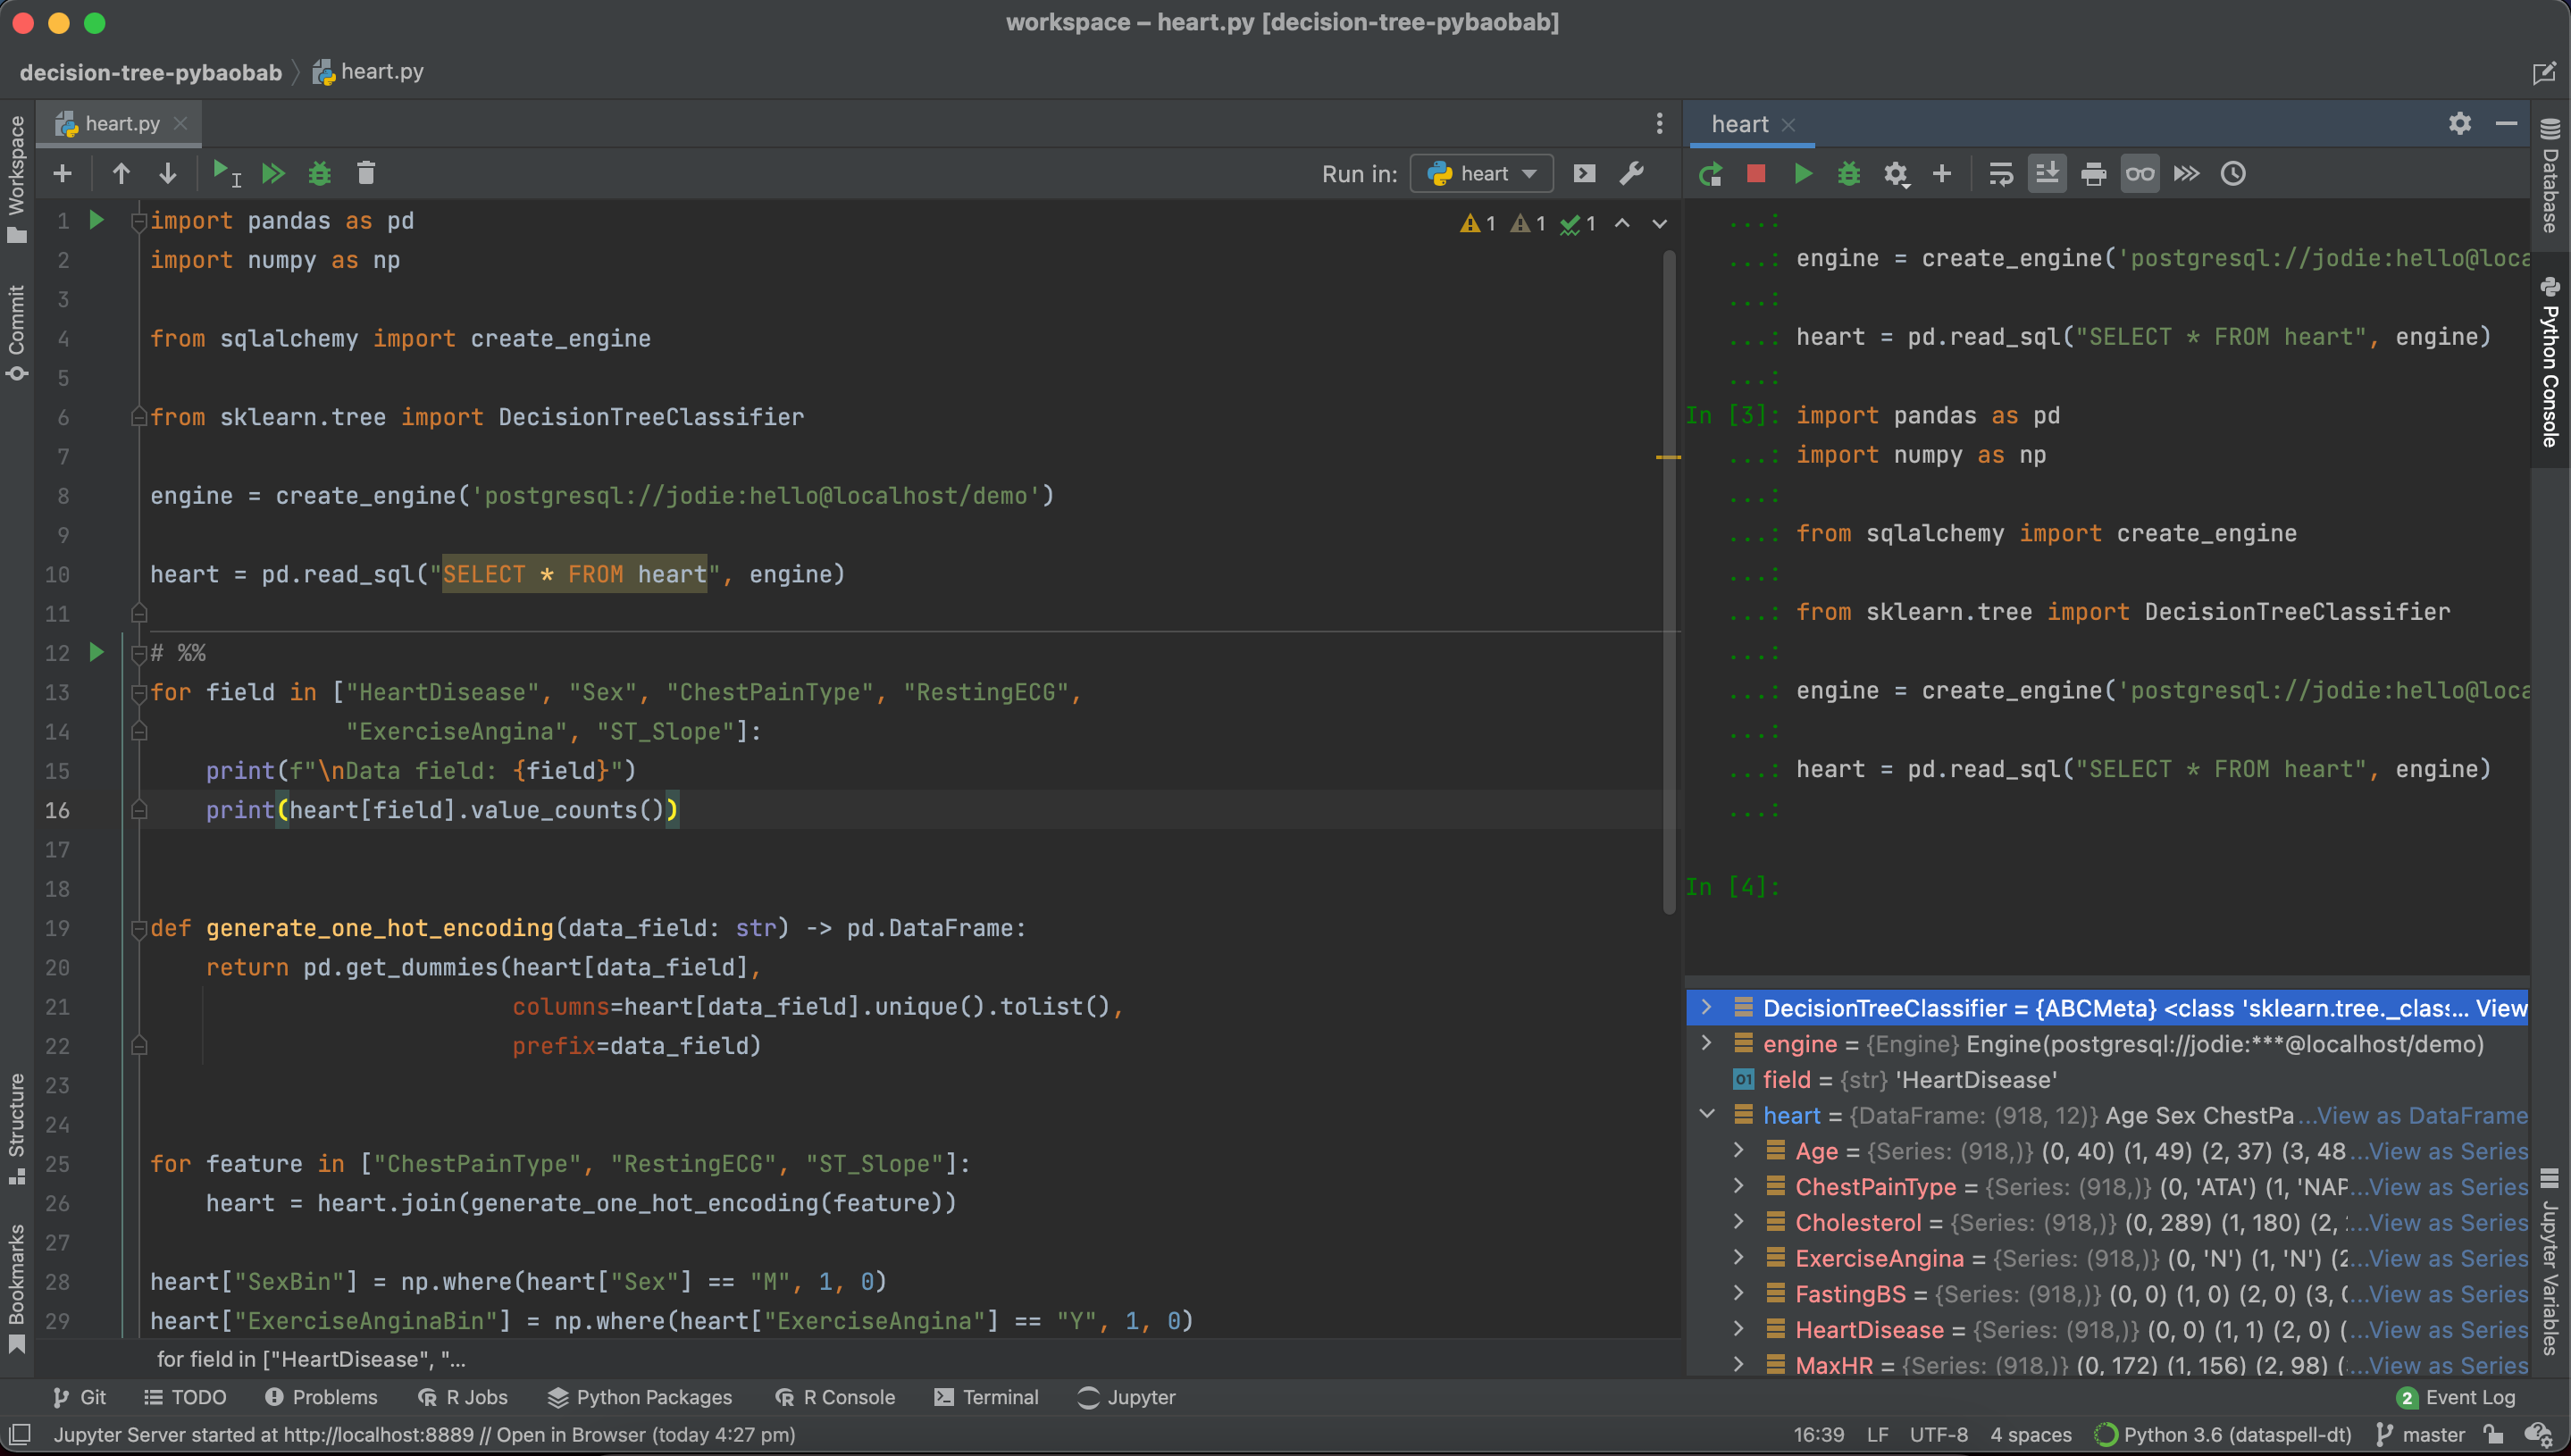 workspace – heart.py [decision-tree-pybaobab]
decision-tree-pybaobab
heart.py
heart.py
Run in:
heart
Workspace
Commit
Structure
Bookmarks
1 import pandas as pd
2 import numpy as np
3
4 from sqlalchemy import create_engine
5
6 from sklearn.tree import DecisionTreeClassifier
7
8 engine = create_engine('postgresql://jodie:hello@localhost/demo')
9
10 heart = pd.read_sql("SELECT * FROM heart", engine)
11
12 # %%
13 for field in ["HeartDisease", "Sex", "ChestPainType", "RestingECG",
14 "ExerciseAngina", "ST_Slope"]:
15 print(f"\nData field: {field}")
16 print(heart[field].value_counts())
17
18
19 def generate_one_hot_encoding(data_field: str) -> pd.DataFrame:
20 return pd.get_dummies(heart[data_field],
21 columns=heart[data_field].unique().tolist(),
22 prefix=data_field)
23
24
25 for feature in ["ChestPainType", "RestingECG", "ST_Slope"]:
26 heart = heart.join(generate_one_hot_encoding(feature))
27
28 heart["SexBin"] = np.where(heart["Sex"] == "M", 1, 0)
29 heart["ExerciseAnginaBin"] = np.where(heart["ExerciseAngina"] == "Y", 1, 0)
1 1 1
for field in ["HeartDisease", "...
heart
...:
...: engine = create_engine('postgresql://jodie:hello@loca
...:
...: heart = pd.read_sql("SELECT * FROM heart", engine)
...:
In [3]: import pandas as pd
...: import numpy as np
...:
...: from sqlalchemy import create_engine
...:
...: from sklearn.tree import DecisionTreeClassifier
...:
...: engine = create_engine('postgresql://jodie:hello@loca
...:
...: heart = pd.read_sql("SELECT * FROM heart", engine)
...:
In [4]:
DecisionTreeClassifier = {ABCMeta} <class 'sklearn.tree._clas... View
engine = {Engine} Engine(postgresql://jodie:***@localhost/demo)
01 field = {str} 'HeartDisease'
heart = {DataFrame: (918, 12)} Age Sex ChestPa...View as DataFrame
Age = {Series: (918,)} (0, 40) (1, 49) (2, 37) (3, 48...View as Series
ChestPainType = {Series: (918,)} (0, 'ATA') (1, 'NAP...View as Series
Cholesterol = {Series: (918,)} (0, 289) (1, 180) (2, ...View as Series
ExerciseAngina = {Series: (918,)} (0, 'N') (1, 'N') (2...View as Series
FastingBS = {Series: (918,)} (0, 0) (1, 0) (2, 0) (3, ...View as Series
HeartDisease = {Series: (918,)} (0, 0) (1, 1) (2, 0) (...View as Series
MaxHR = {Series: (918,)} (0, 172) (1, 156) (2, 98) (...View as Series
Database
Python Console
Jupyter Variables
Git
TODO
Problems
R Jobs
Python Packages
R Console
Terminal
Jupyter
2 Event Log
Jupyter Server started at http://localhost:8889 // Open in Browser (today 4:27 pm)
16:39 LF UTF-8 4 spaces Python 3.6 (dataspell-dt) master